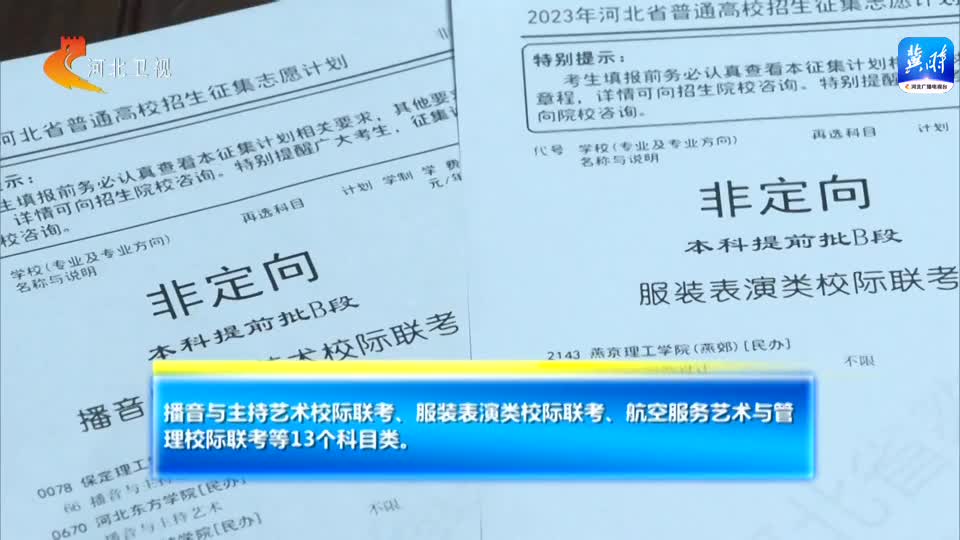 河北卫视
冀时
河北广播电视台
河北省普通高校招生征集志愿计划
示：
生填报前务必认真查看本征集计划相关要求，其他要
，详情可向招生院校咨询。特别提醒广大考生，征集
校咨询。
学校(专业及专业方向)
名称与说明
再选科目
计划
学制
学费
元/年
非定向
本科提前批B段
术校际联考
播音
0078 保定理工
66 播音与主持
0670 河北东方学院[民办]
播音与主持艺术
学院[民办]
不限
2023年河北省普通高校招生征集志愿计划
特别提示：
考生填报前务必认真查看本征集计划相
章程，详情可向招生院校咨询。特别提醒
向院校咨询。
代号
学校(专业及专业方向)
名称与说明
再选科目
计划
非定向
本科提前批B段
服装表演类校际联考
2143 燕京理工学院(燕郊)[民办]
不限
播音与主持艺术校际联考、服装表演类校际联考、航空服务艺术与管
理校际联考等13个科目类。